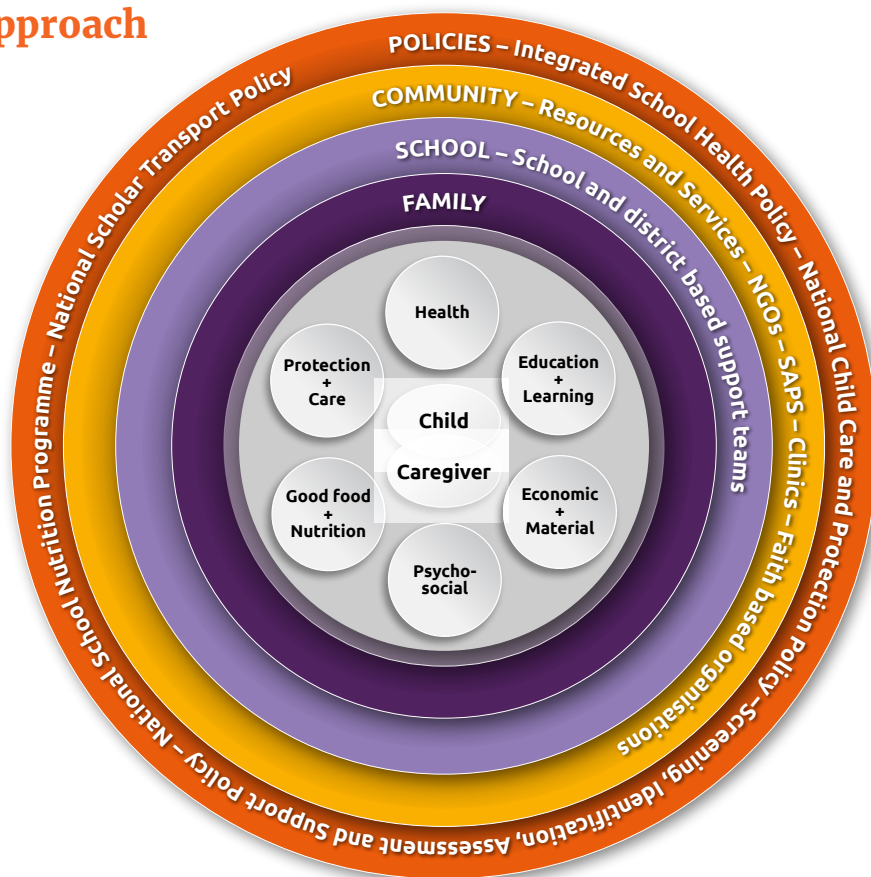 pproach
POLICIES – Integrated School Health Policy – National Child Care and Protection Policy –Screening, Identification, Assessment and Support Policy – National School Nutrition Programme – National Scholar Transport Policy
COMMUNITY – Resources and Services – NGOs – SAPS – Clinics – Faith based organisations
SCHOOL – School and district based support teams
FAMILY
Health
Protection
+
Care
Education
+
Learning
Child
Caregiver
Good food
+
Nutrition
Economic
+
Material
Psycho-
social